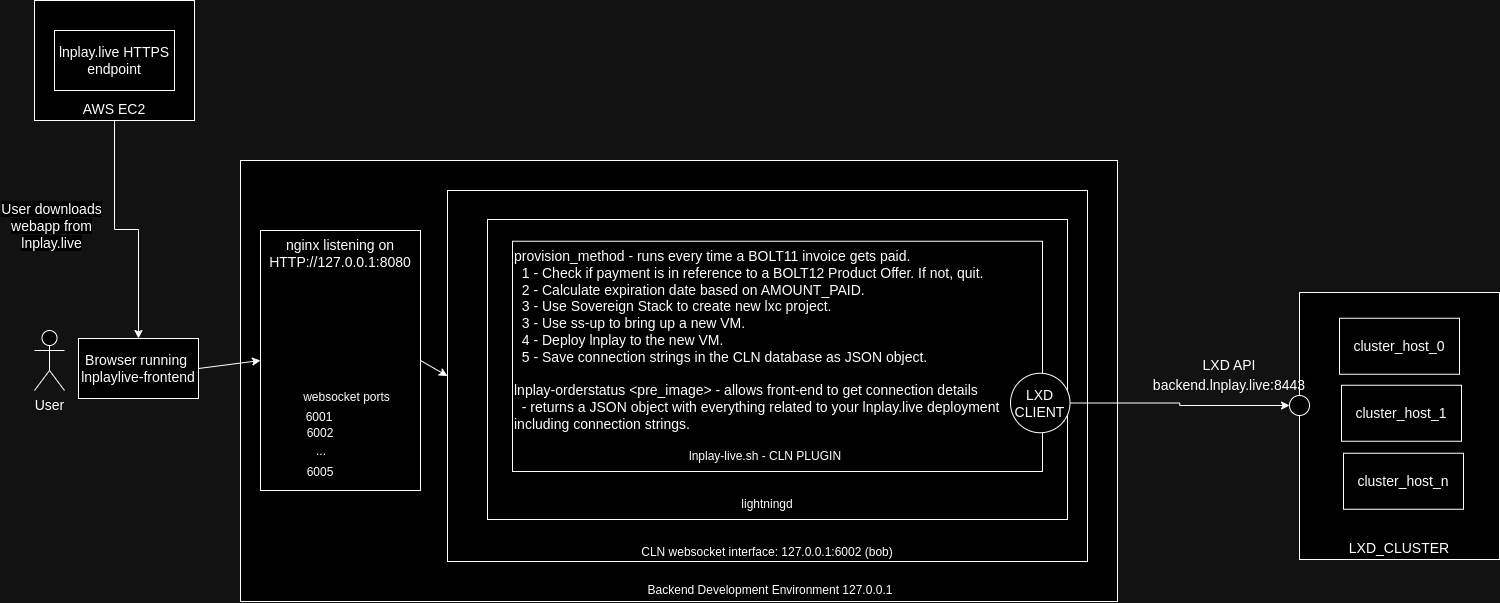 lnplay.live HTTPS
endpoint
AWS EC2
User downloads
webapp from
lnplay.live
User
Browser running
lnplaylive-frontend
nginx listening on
HTTP://127.0.0.1:8080
websocket ports
6001
6002
...
6005
provision_method - runs every time a BOLT11 invoice gets paid.
1 - Check if payment is in reference to a BOLT12 Product Offer. If not, quit.
2 - Calculate expiration date based on AMOUNT_PAID.
3 - Use Sovereign Stack to create new lxc project.
3 - Use ss-up to bring up a new VM.
4 - Deploy lnplay to the new VM.
5 - Save connection strings in the CLN database as JSON object.
lnplay-orderstatus <pre_image> - allows front-end to get connection details
- returns a JSON object with everything related to your lnplay.live deployment
including connection strings.
lnplay-live.sh - CLN PLUGIN
lightningd
CLN websocket interface: 127.0.0.1:6002 (bob)
Backend Development Environment 127.0.0.1
LXD
CLIENT
LXD API
backend.lnplay.live:8443
cluster_host_0
cluster_host_1
cluster_host_n
LXD_CLUSTER